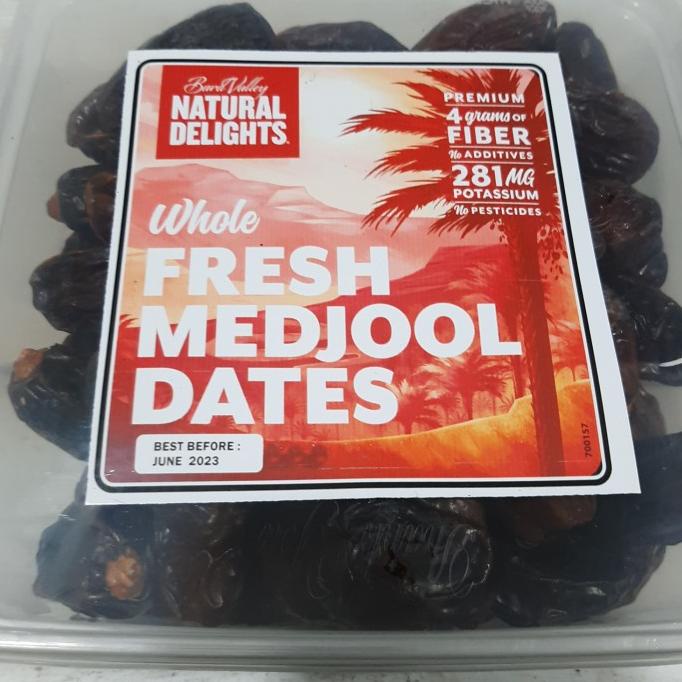 Bard Valley
NATURAL
DELIGHTS
PREMIUM
4 grams OF
FIBER
No ADDITIVES
281 MG
POTASSIUM
No PESTICIDES
Whole
FRESH
MEDJOOL
DATES
BEST BEFORE :
JUNE 2023
700157